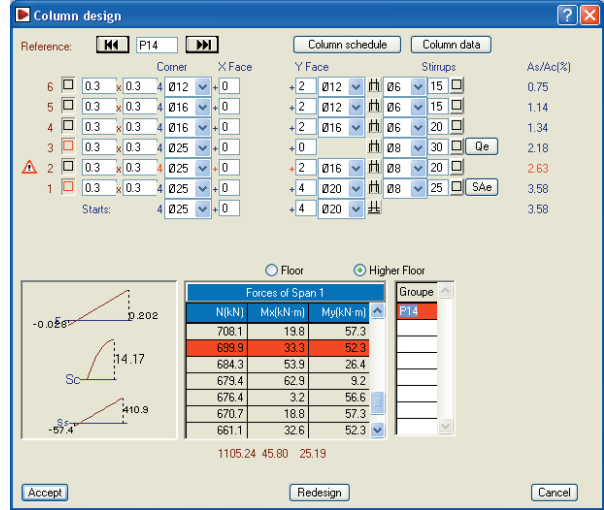 Column design
Reference: P14 Column schedule Column data
Corner X Face Y Face Stirrups As/Ac(%)
6 0.3 x 0.3 4 Ø12 + 0 + 2 Ø12 Ø6 15 0.75
5 0.3 x 0.3 4 Ø16 + 0 + 2 Ø12 Ø6 15 1.14
4 0.3 x 0.3 4 Ø16 + 0 + 2 Ø16 Ø6 20 1.34
3 0.3 x 0.3 4 Ø25 + 0 + 0 Ø8 30 Qe 2.18
2 0.3 x 0.3 4 Ø25 + 0 + 2 Ø16 Ø8 20 2.63
1 0.3 x 0.3 4 Ø25 + 0 + 4 Ø20 Ø8 25 SAe 3.58
Starts: 4 Ø25 + 0 + 4 Ø20 3.58
Floor Higher Floor
Forces of Span 1 Groupe
N(kN) Mx(kN·m) My(kN·m) P14
708.1 19.8 57.3
699.9 33.3 52.3
684.3 53.9 26.4
679.4 62.9 9.2
676.4 3.2 56.6
670.7 18.8 57.3
661.1 32.6 52.3
0.202
-0.028
14.17
Sc
410.9
Ss
-57.4
1105.24 45.80 25.19
Accept Redesign Cancel